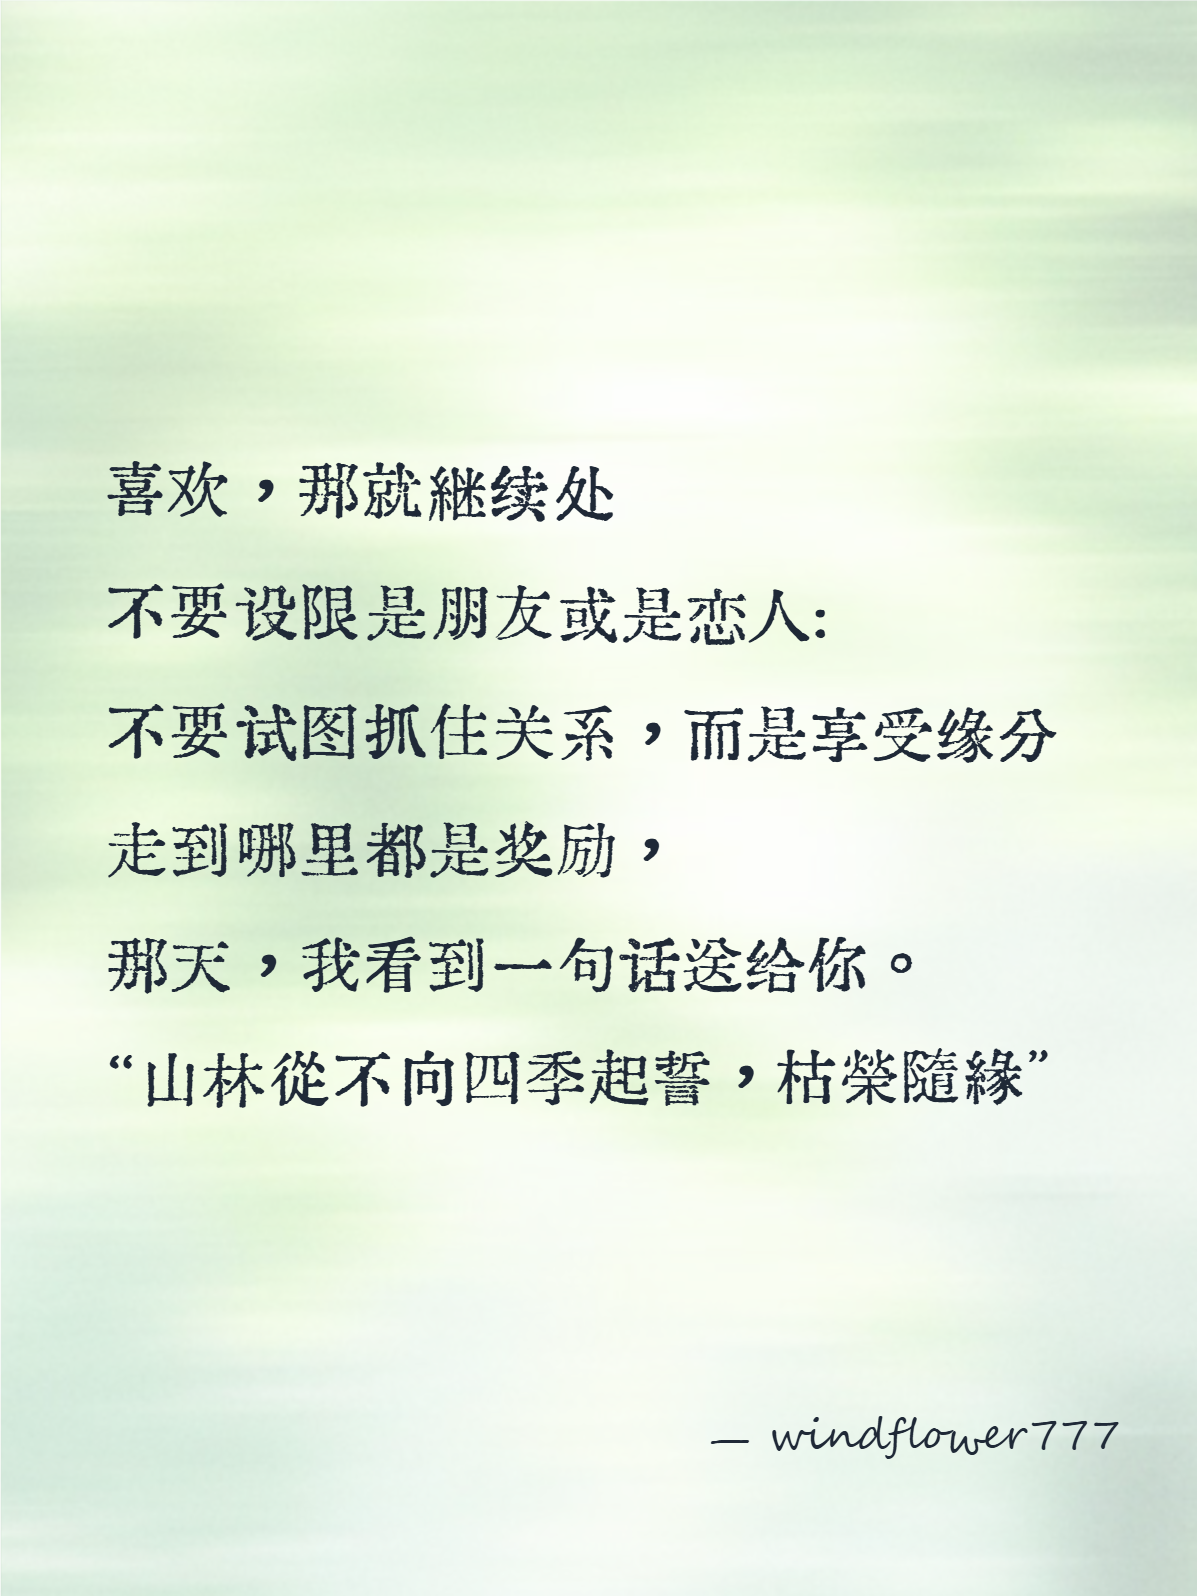 喜欢，那就継续处
不要设限是朋友或是恋人:
不要试图抓住关系，而是享受缘分
走到哪里都是奖励，
那天，我看到一句话送给你。
“山林從不向四季起誓，枯榮隨緣”
— windflower777